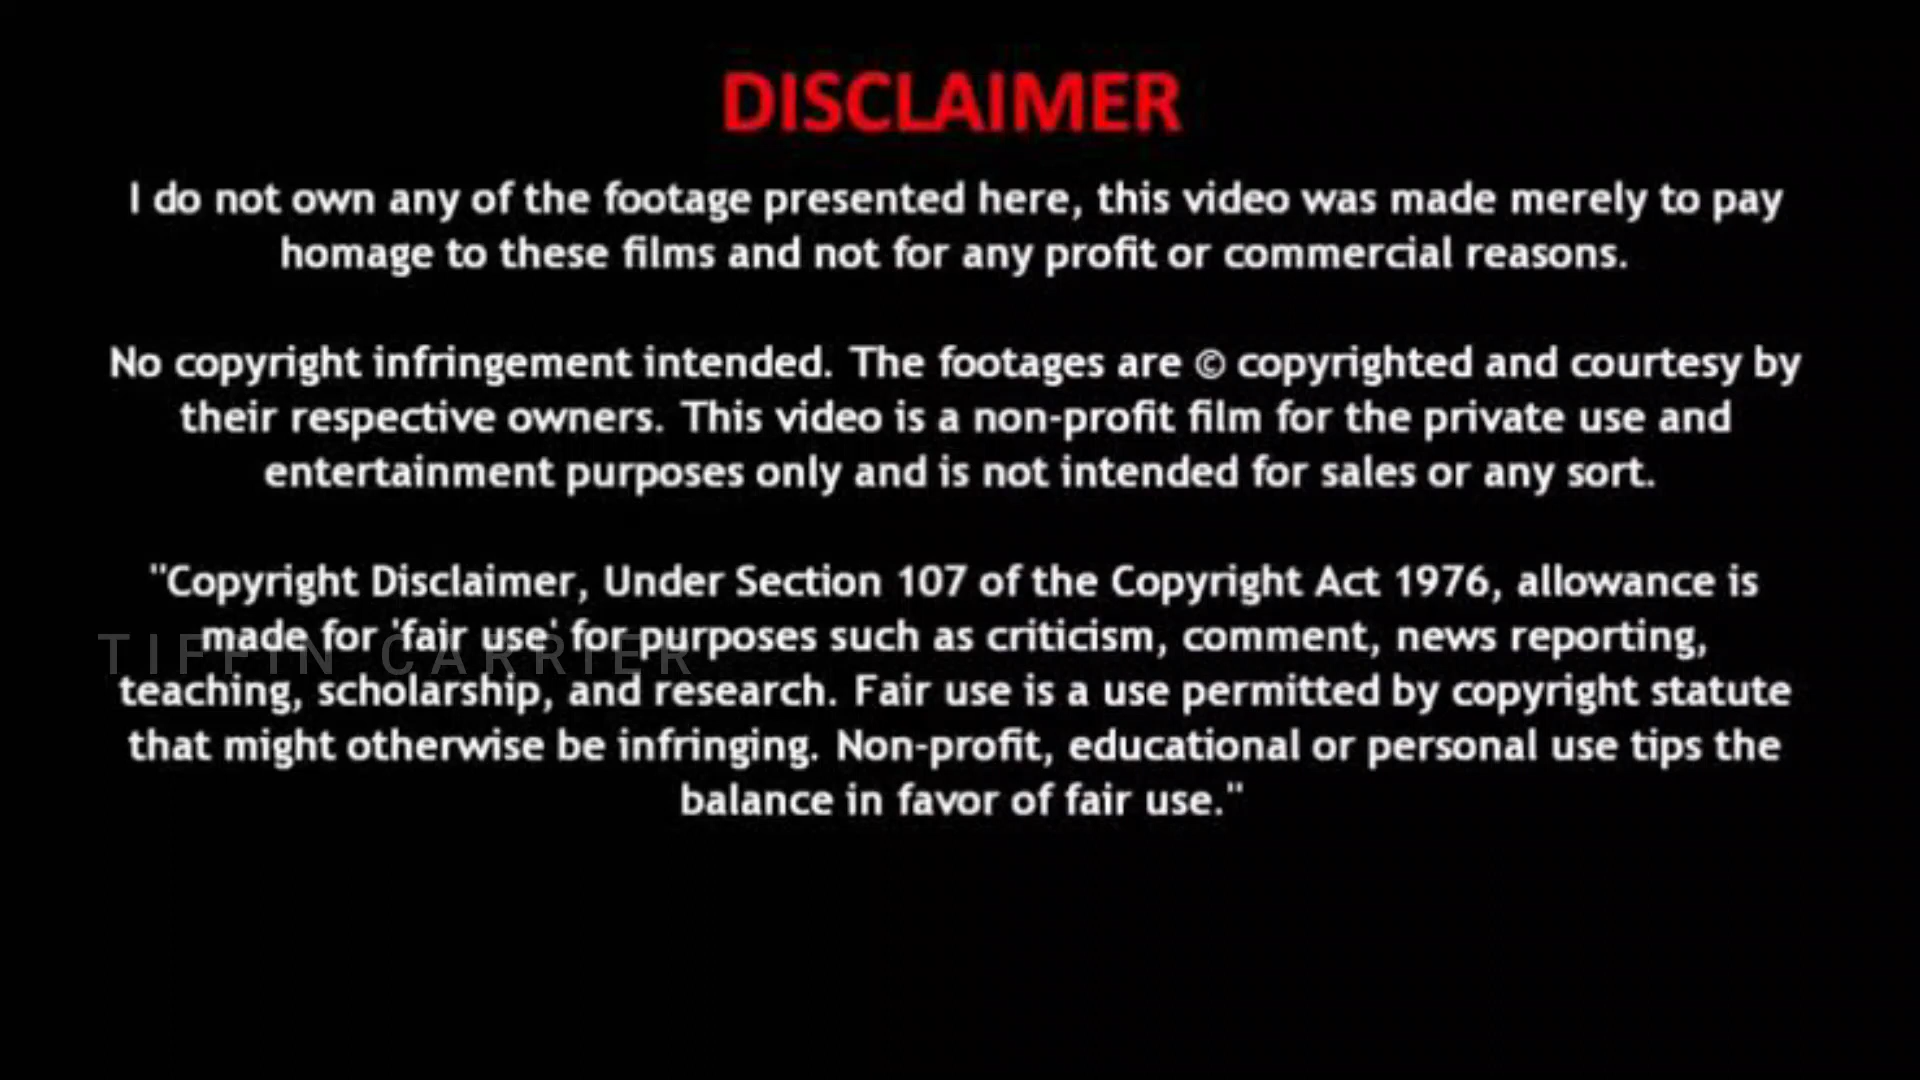 DISCLAIMER
I do not own any of the footage presented here, this video was made merely to pay
homage to these films and not for any profit or commercial reasons.
No copyright infringement intended. The footages are © copyrighted and courtesy by
their respective owners. This video is a non-profit film for the private use and
entertainment purposes only and is not intended for sales or any sort.
"Copyright Disclaimer, Under Section 107 of the Copyright Act 1976, allowance is
made for 'fair use' for purposes such as criticism, comment, news reporting,
TIFFIN CARRIER
teaching, scholarship, and research. Fair use is a use permitted by copyright statute
that might otherwise be infringing. Non-profit, educational or personal use tips the
balance in favor of fair use."